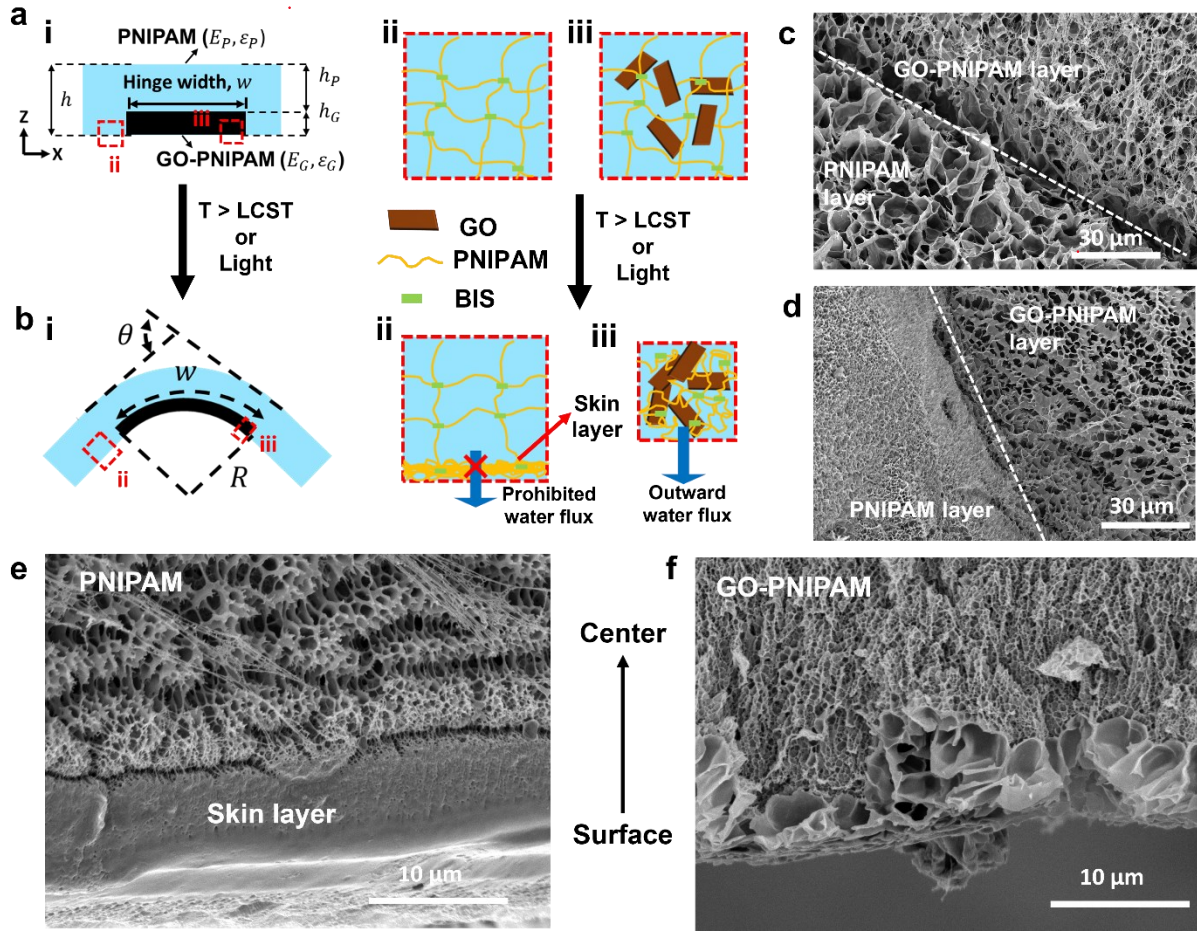 a
i
PNIPAM (E_P, ε_P)
h
Hinge width, w
h_P
h_G
iii
ii
GO-PNIPAM (E_G, ε_G)
Z
X
T > LCST
or
Light
ii
iii
GO
PNIPAM
BIS
T > LCST
or
Light
b
i
θ
w
R
ii
iii
ii
iii
Skin
layer
Prohibited
water flux
Outward
water flux
c
GO-PNIPAM layer
PNIPAM
layer
30 μm
d
GO-PNIPAM
layer
PNIPAM layer
30 μm
e
PNIPAM
Skin layer
10 μm
Center
Surface
f
GO-PNIPAM
10 μm